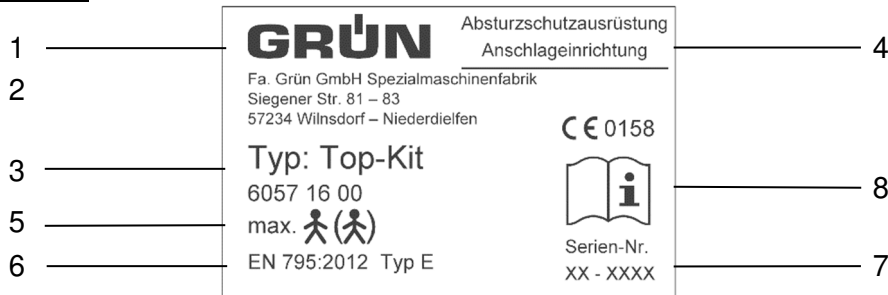 1
2
3
5
6
GRÜN
Absturzschutzausrüstung
Anschlageinrichtung
Fa. Grün GmbH Spezialmaschinenfabrik
Siegener Str. 81 – 83
57234 Wilnsdorf – Niederdielfen
CE 0158
Typ: Top-Kit
6057 16 00
max. ( )
EN 795:2012 Typ E
i
Serien-Nr.
XX - XXXX
4
8
7